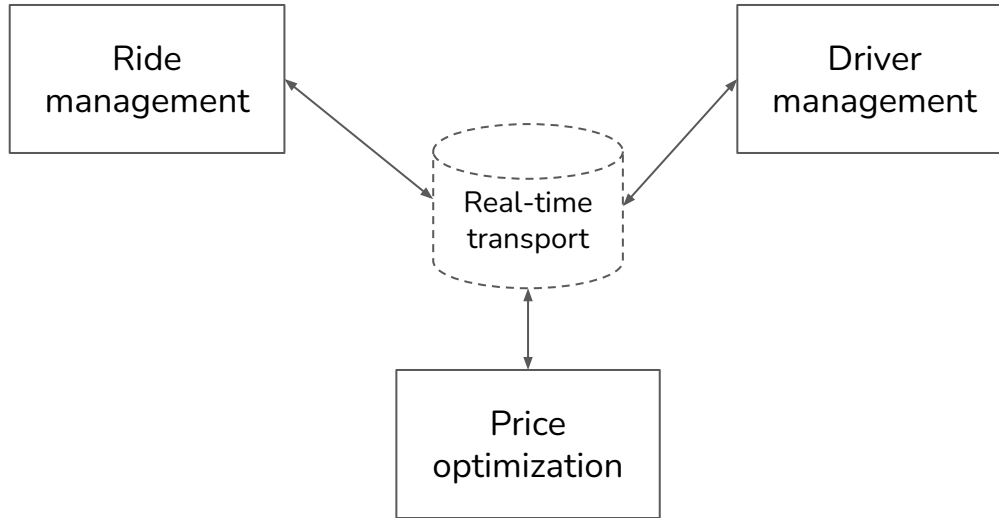 Ride
management
Driver
management
Real-time
transport
Price
optimization